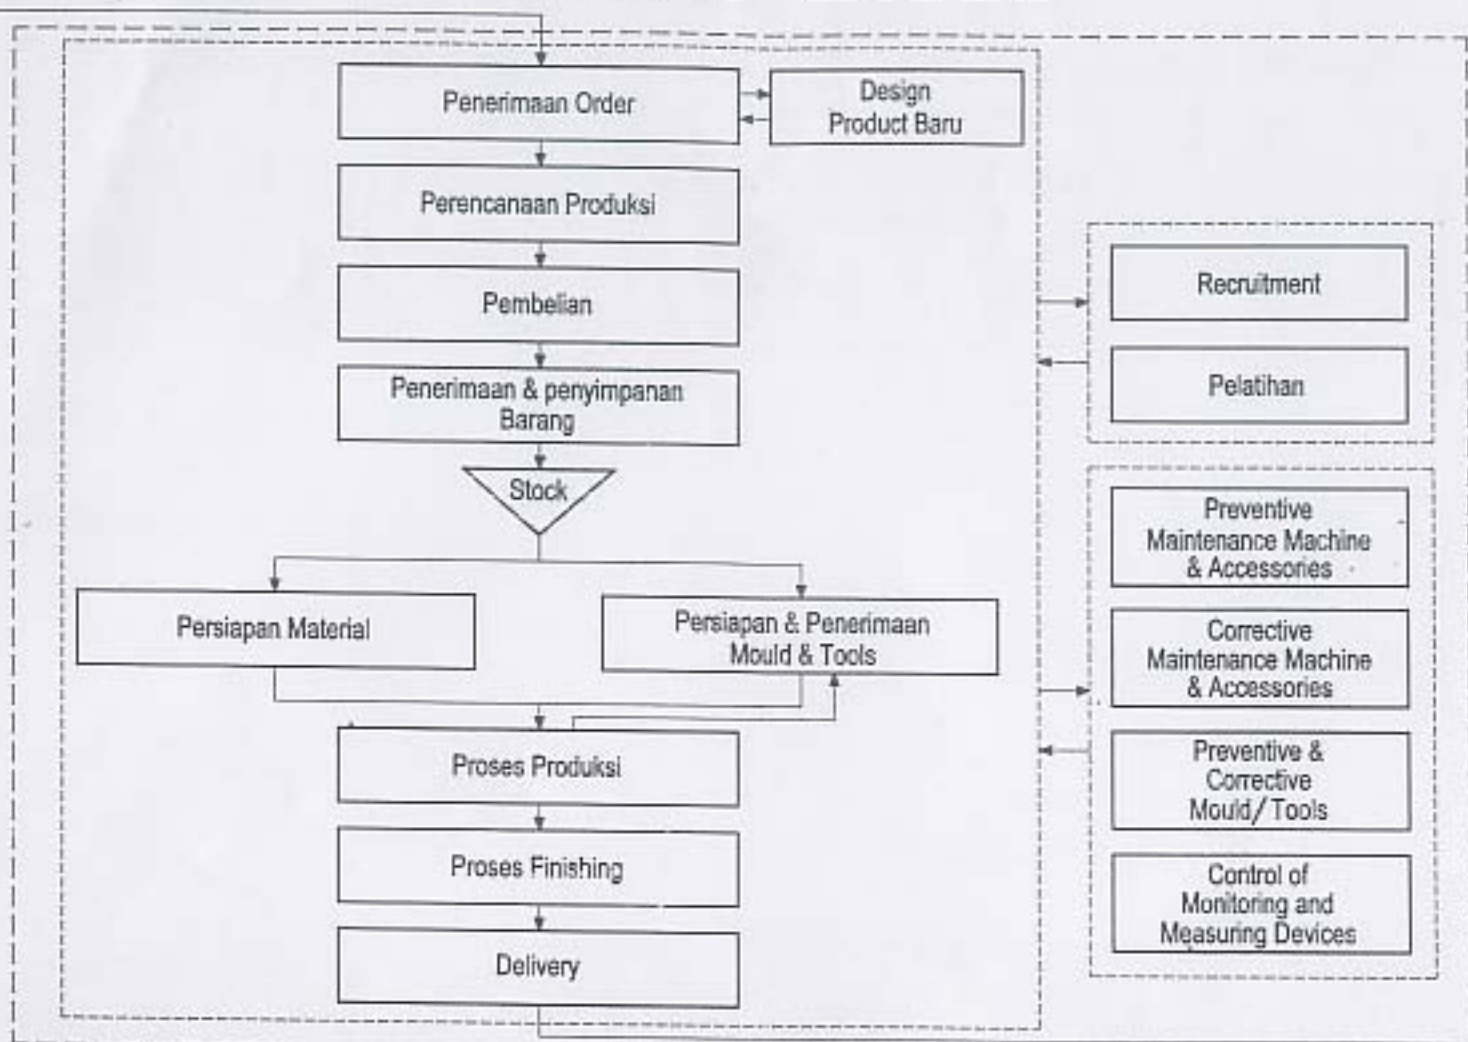 Penerimaan Order
Design
Product Baru
Perencanaan Produksi
Pembelian
Penerimaan & penyimpanan
Barang
Stock
Persiapan Material
Persiapan & Penerimaan
Mould & Tools
Proses Produksi
Proses Finishing
Delivery
Recruitment
Pelatihan
Preventive
Maintenance Machine
& Accessories
Corrective
Maintenance Machine
& Accessories
Preventive &
Corrective
Mould/ Tools
Control of
Monitoring and
Measuring Devices